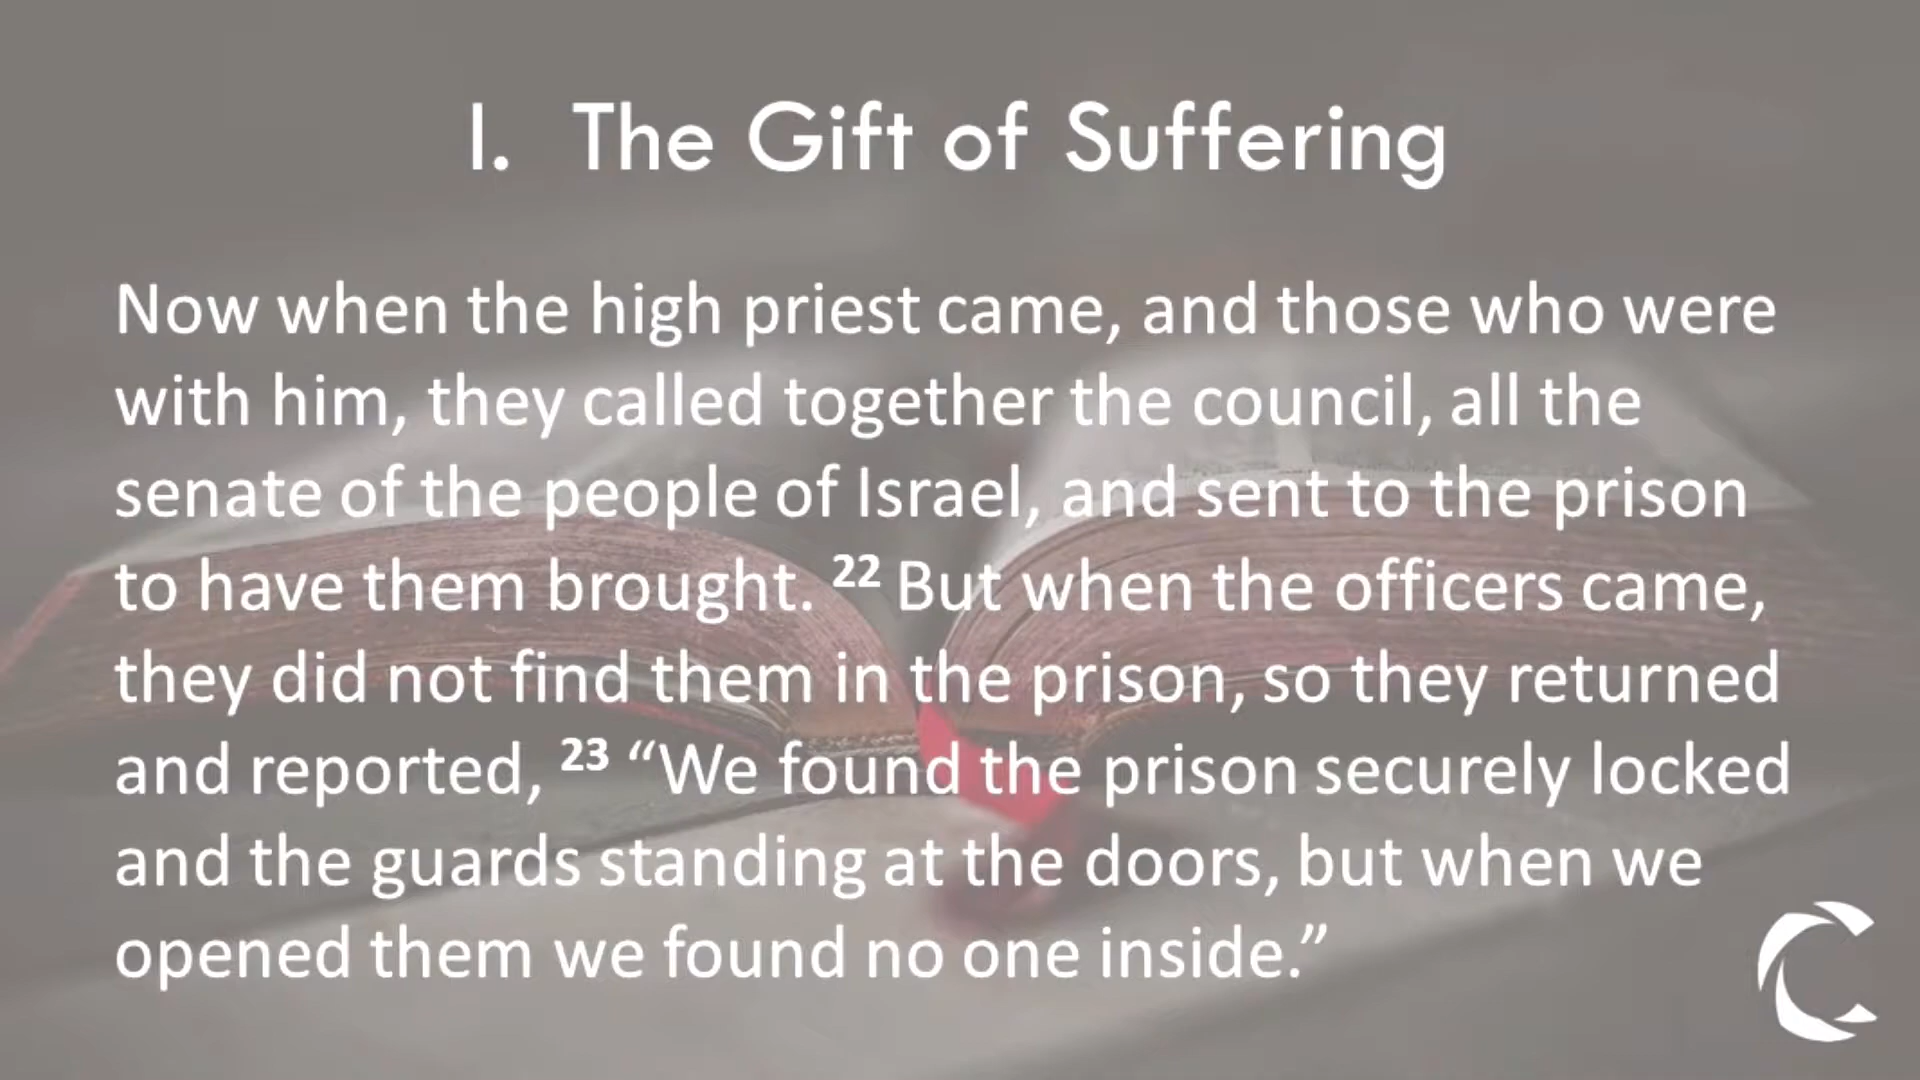 I. The Gift of Suffering
Now when the high priest came, and those who were
with him, they called together the council, all the
senate of the people of Israel, and sent to the prison
to have them brought. 22 But when the officers came,
they did not find them in the prison, so they returned
and reported, 23 “We found the prison securely locked
and the guards standing at the doors, but when we
opened them we found no one inside.”